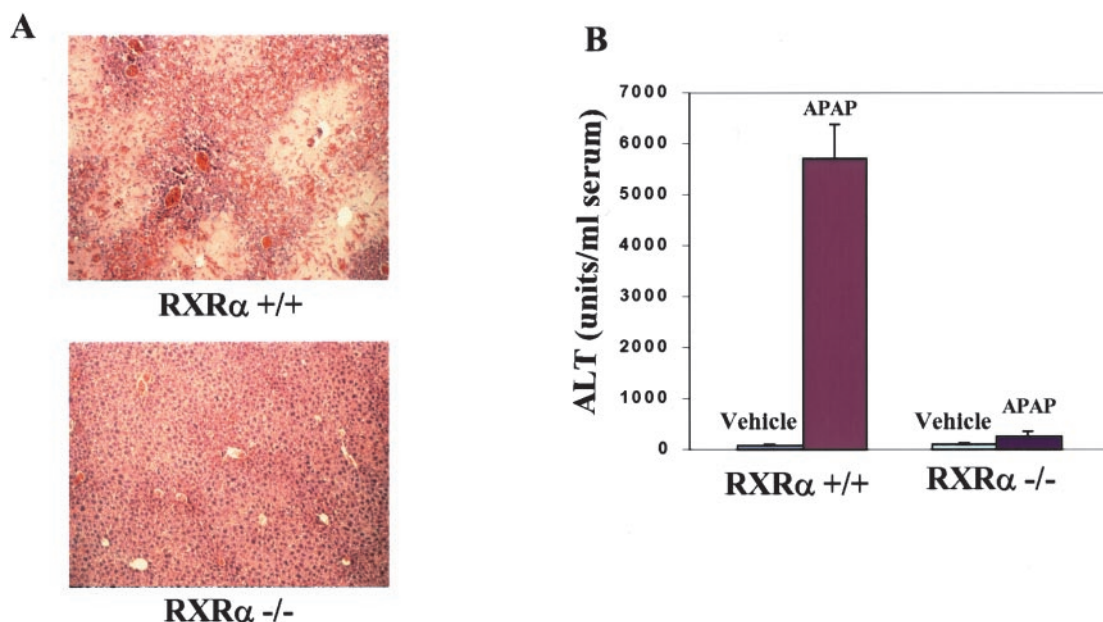 A
RXRα +/+
RXRα -/-
B
ALT (units/ml serum)
7000
6000
5000
4000
3000
2000
1000
0
APAP
Vehicle
Vehicle
APAP
RXRα +/+
RXRα -/-